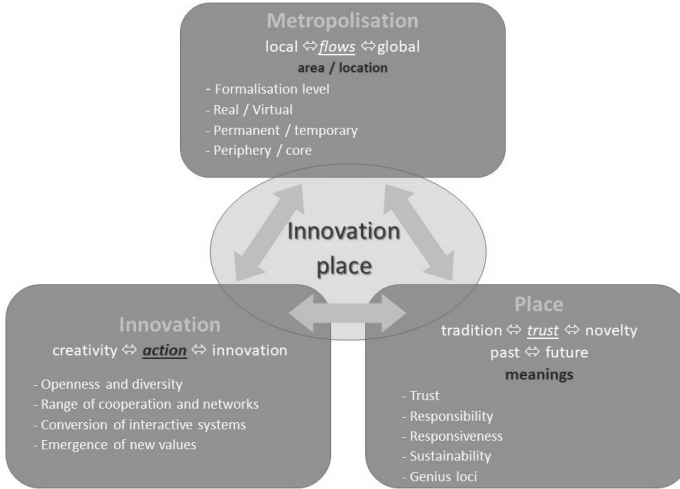 Metropolisation
local ⇔ flows ⇔ global
area / location
- Formalisation level
- Real / Virtual
- Permanent / temporary
- Periphery / core
Innovation
place
Innovation
creativity ⇔ action ⇔ innovation
- Openness and diversity
- Range of cooperation and networks
- Conversion of interactive systems
- Emergence of new values
Place
tradition ⇔ trust ⇔ novelty
past ⇔ future
meanings
- Trust
- Responsibility
- Responsiveness
- Sustainability
- Genius loci